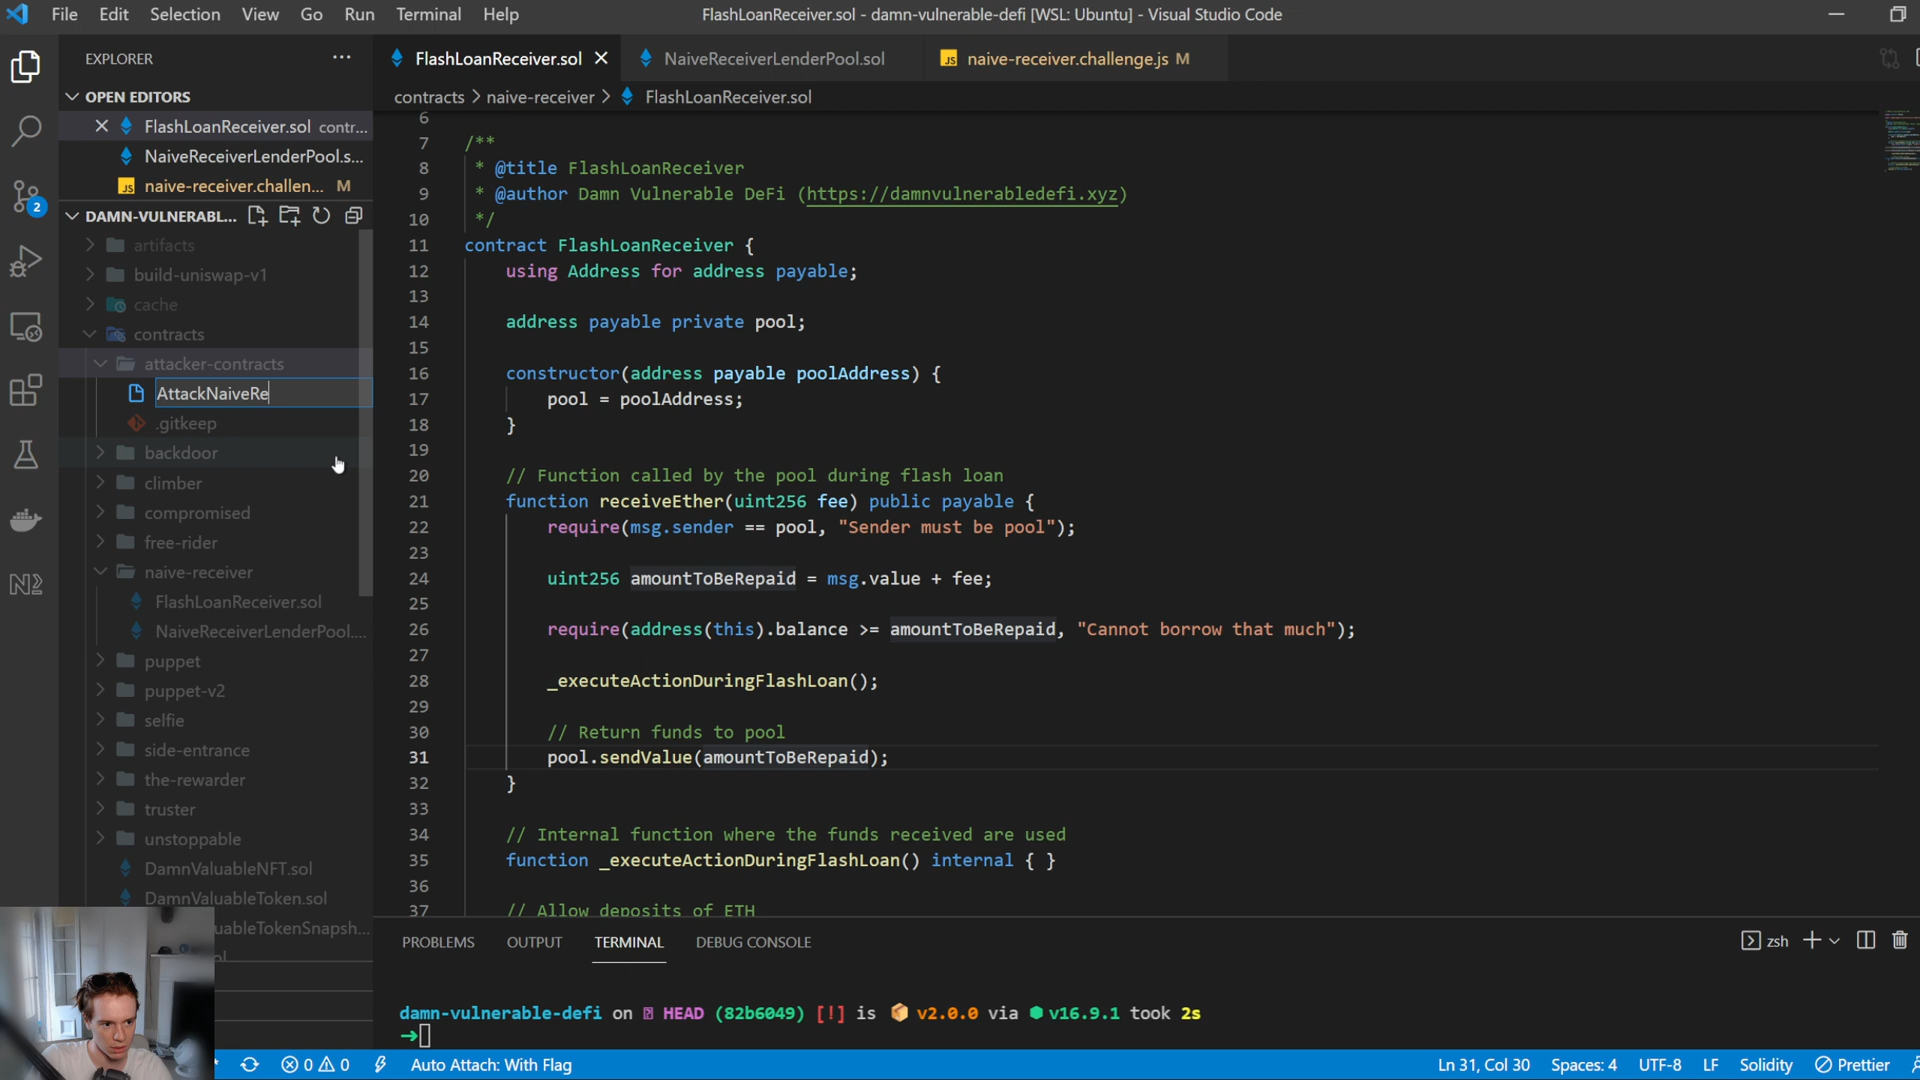 File Edit Selection View Go Run Terminal Help
FlashLoanReceiver.sol - damn-vulnerable-defi [WSL: Ubuntu] - Visual Studio Code
EXPLORER
OPEN EDITORS
FlashLoanReceiver.sol contr...
NaiveReceiverLenderPool.s...
JS naive-receiver.challen... M
2
DAMN-VULNERABL...
artifacts
build-uniswap-v1
cache
contracts
attacker-contracts
AttackNaiveRe
.gitkeep
backdoor
climber
compromised
free-rider
naive-receiver
FlashLoanReceiver.sol
NaiveReceiverLenderPool....
puppet
puppet-v2
selfie
side-entrance
the-rewarder
truster
unstoppable
DamnValuableNFT.sol
DamnValuableToken.sol
uableTokenSnapsh...
FlashLoanReceiver.sol
NaiveReceiverLenderPool.sol
JS naive-receiver.challenge.js M
contracts > naive-receiver > FlashLoanReceiver.sol
6
7 /**
8 * @title FlashLoanReceiver
9 * @author Damn Vulnerable DeFi (https://damnvulnerabledefi.xyz)
10 */
11 contract FlashLoanReceiver {
12 using Address for address payable;
13
14 address payable private pool;
15
16 constructor(address payable poolAddress) {
17 pool = poolAddress;
18 }
19
20 // Function called by the pool during flash loan
21 function receiveEther(uint256 fee) public payable {
22 require(msg.sender == pool, "Sender must be pool");
23
24 uint256 amountToBeRepaid = msg.value + fee;
25
26 require(address(this).balance >= amountToBeRepaid, "Cannot borrow that much");
27
28 _executeActionDuringFlashLoan();
29
30 // Return funds to pool
31 pool.sendValue(amountToBeRepaid);
32 }
33
34 // Internal function where the funds received are used
35 function _executeActionDuringFlashLoan() internal { }
36
37 // Allow deposits of ETH
PROBLEMS OUTPUT TERMINAL DEBUG CONSOLE
zsh
damn-vulnerable-defi on HEAD (82b6049) [!] is v2.0.0 via v16.9.1 took 2s
→
0 0 Auto Attach: With Flag
Ln 31, Col 30 Spaces: 4 UTF-8 LF Solidity Prettier